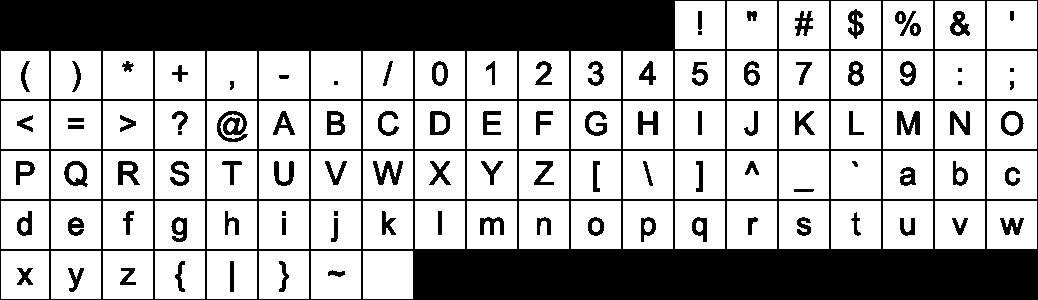 ! " # $ % & '
( ) * + , - . / 0 1 2 3 4 5 6 7 8 9 : ;
< = > ? @ A B C D E F G H I J K L M N O
P Q R S T U V W X Y Z [ \ ] ^ _ ` a b c
d e f g h i j k l m n o p q r s t u v w
x y z { | } ~